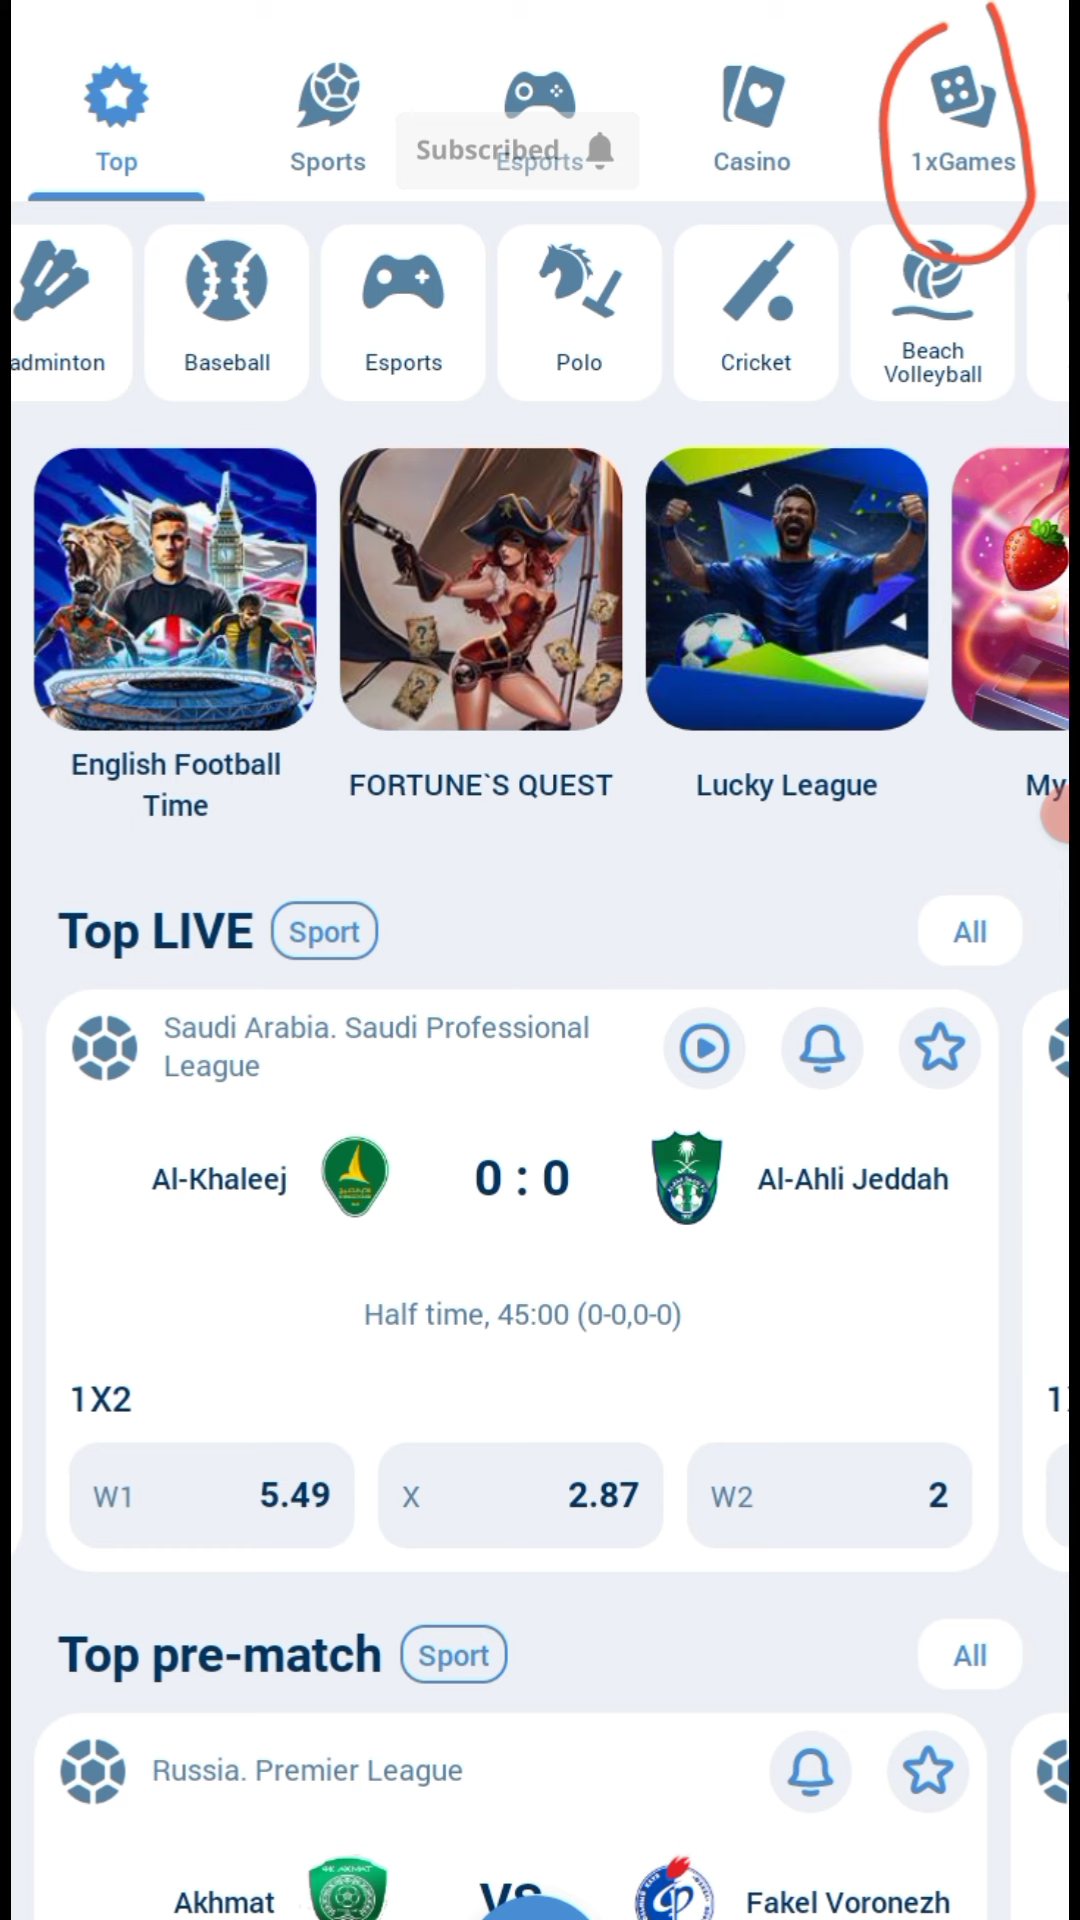 Top
Sports
Subscribed
Esports
Casino
1xGames
adminton
Baseball
Esports
Polo
Cricket
Beach
Volleyball
English Football
Time
FORTUNE`S QUEST
Lucky League
My
Top LIVE
Sport
All
Saudi Arabia. Saudi Professional
League
Al-Khaleej
0 : 0
Al-Ahli Jeddah
Half time, 45:00 (0-0,0-0)
1X2
W1 5.49
X 2.87
W2 2
Top pre-match
Sport
All
Russia. Premier League
Akhmat
VS
Fakel Voronezh